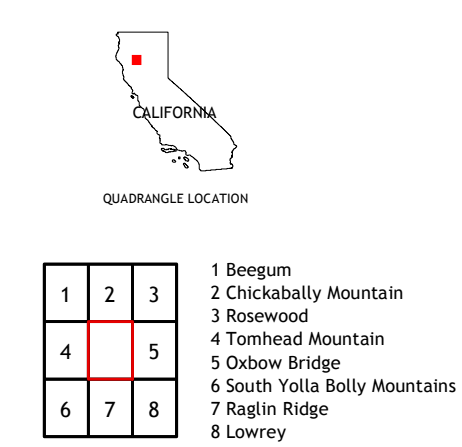 CALIFORNIA
QUADRANGLE LOCATION
1 2 3
4 5
6 7 8
1 Beegum
2 Chickabally Mountain
3 Rosewood
4 Tomhead Mountain
5 Oxbow Bridge
6 South Yolla Bolly Mountains
7 Raglin Ridge
8 Lowrey